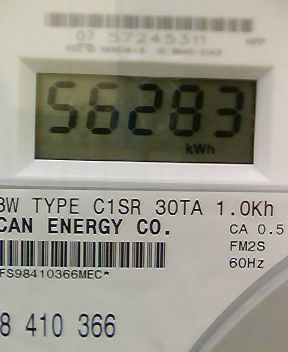 07 57245311
56283
kWh
3W TYPE C1SR 30TA 1.0Kh
CAN ENERGY CO.
CA 0.5
FM2S
60Hz
FS98410366MEC*
8 410 366